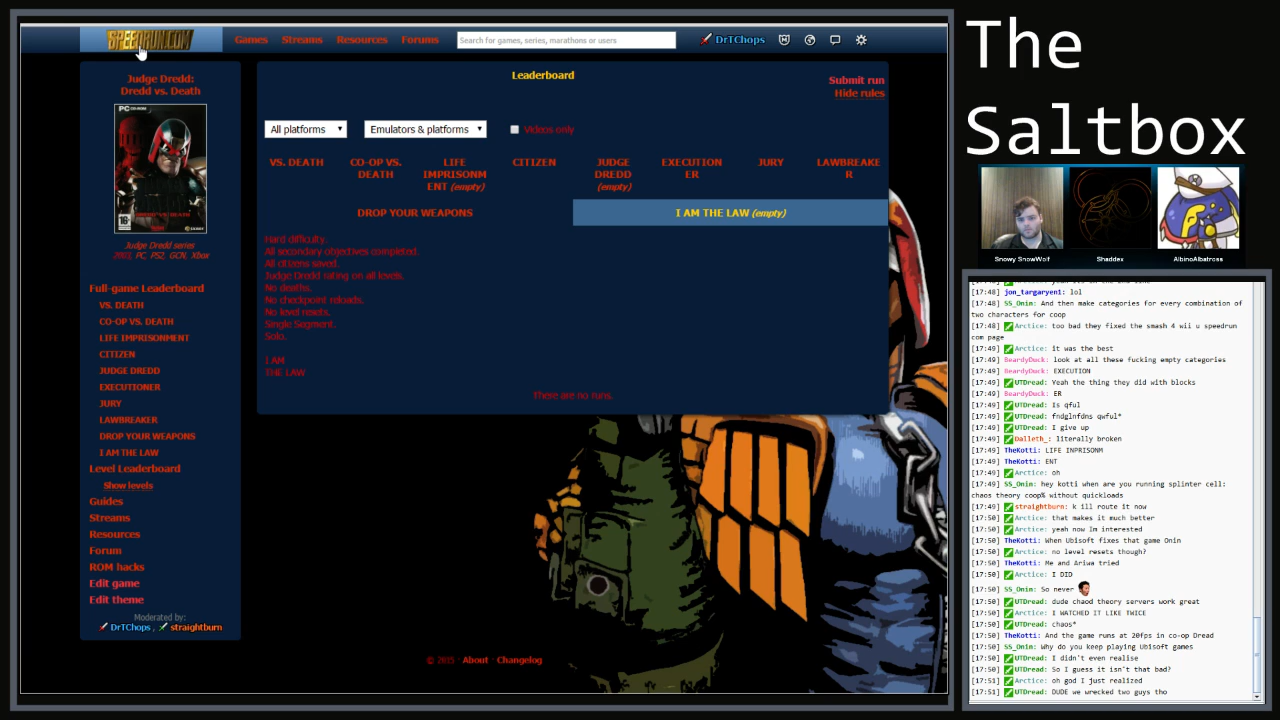 SPEEDRUN.COM
Games Streams Resources Forums
Search for games, series, marathons or users
DrTChops
The
Saltbox
Judge Dredd:
Dredd vs. Death
PC CD-ROM
Judge Dredd series
2003, PC, PS2, GCN, Xbox
Full-game Leaderboard
VS. DEATH
CO-OP VS. DEATH
LIFE IMPRISONMENT
CITIZEN
JUDGE DREDD
EXECUTIONER
JURY
LAWBREAKER
DROP YOUR WEAPONS
I AM THE LAW
Level Leaderboard
Show levels
Guides
Streams
Resources
Forum
ROM hacks
Edit game
Edit theme
Moderated by:
DrTChops, straightburn
Leaderboard
Submit run
Hide rules
All platforms
Emulators & platforms
Videos only
VS. DEATH
CO-OP VS.
DEATH
LIFE
IMPRISONM
ENT (empty)
CITIZEN
JUDGE
DREDD
(empty)
EXECUTION
ER
JURY
LAWBREAKE
R
DROP YOUR WEAPONS
I AM THE LAW (empty)
Hard difficulty.
All secondary objectives completed.
All citizens saved.
Judge Dredd rating on all levels.
No deaths.
No checkpoint reloads.
No level resets.
Single Segment.
Solo.
I AM
THE LAW
There are no runs.
© 2015 · About · Changelog
Snowy SnowWolf
Shaddex
AlbinoAlbatross
[17:48] jon_targaryen1: lol
[17:48] SS_Onin: And then make categories for every combination of
two characters for coop
[17:48] Arctice: too bad they fixed the smash 4 wii u speedrun
com page
[17:49] Arctice: it was the best
[17:49] BeardyDuck: look at all these fucking empty categories
[17:49] BeardyDuck: EXECUTION
[17:49] UTDread: Yeah the thing they did with blocks
[17:49] BeardyDuck: ER
[17:49] UTDread: Is qful
[17:49] UTDread: fndglnfdns qwful*
[17:49] UTDread: I give up
[17:49] Dalleth_: literally broken
[17:49] TheKotti: LIFE INPRISONM
[17:49] TheKotti: ENT
[17:49] Arctice: oh
[17:49] SS_Onin: hey kotti when are you running splinter cell:
chaos theory coop% without quickloads
[17:49] straightburn: k ill route it now
[17:50] Arctice: that makes it much better
[17:50] Arctice: yeah now Im interested
[17:50] TheKotti: When Ubisoft fixes that game Onin
[17:50] Arctice: no level resets though?
[17:50] TheKotti: Me and Ariwa tried
[17:50] Arctice: I DID
[17:50] SS_Onin: So never
[17:50] UTDread: dude chaod theory servers work great
[17:50] Arctice: I WATCHED IT LIKE TWICE
[17:50] UTDread: chaos*
[17:50] TheKotti: And the game runs at 20fps in co-op Dread
[17:50] SS_Onin: Why do you keep playing Ubisoft games
[17:50] UTDread: I didn't even realise
[17:50] UTDread: So I guess it isn't that bad?
[17:51] Arctice: oh god I just realized
[17:51] UTDread: DUDE we wrecked two guys tho